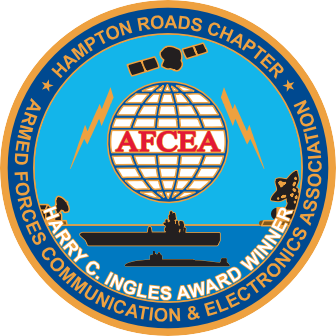 ★ HAMPTON ROADS CHAPTER ★
AFCEA
HARRY C. INGLES AWARD WINNER
ARMED FORCES COMMUNICATION & ELECTRONICS ASSOCIATION